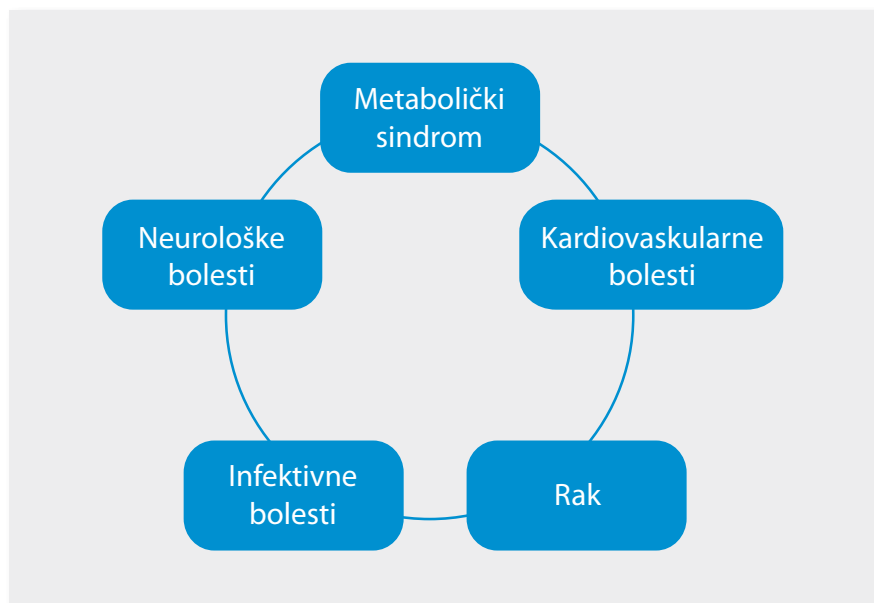 Metabolički
sindrom
Neurološke
bolesti
Kardiovaskularne
bolesti
Infektivne
bolesti
Rak